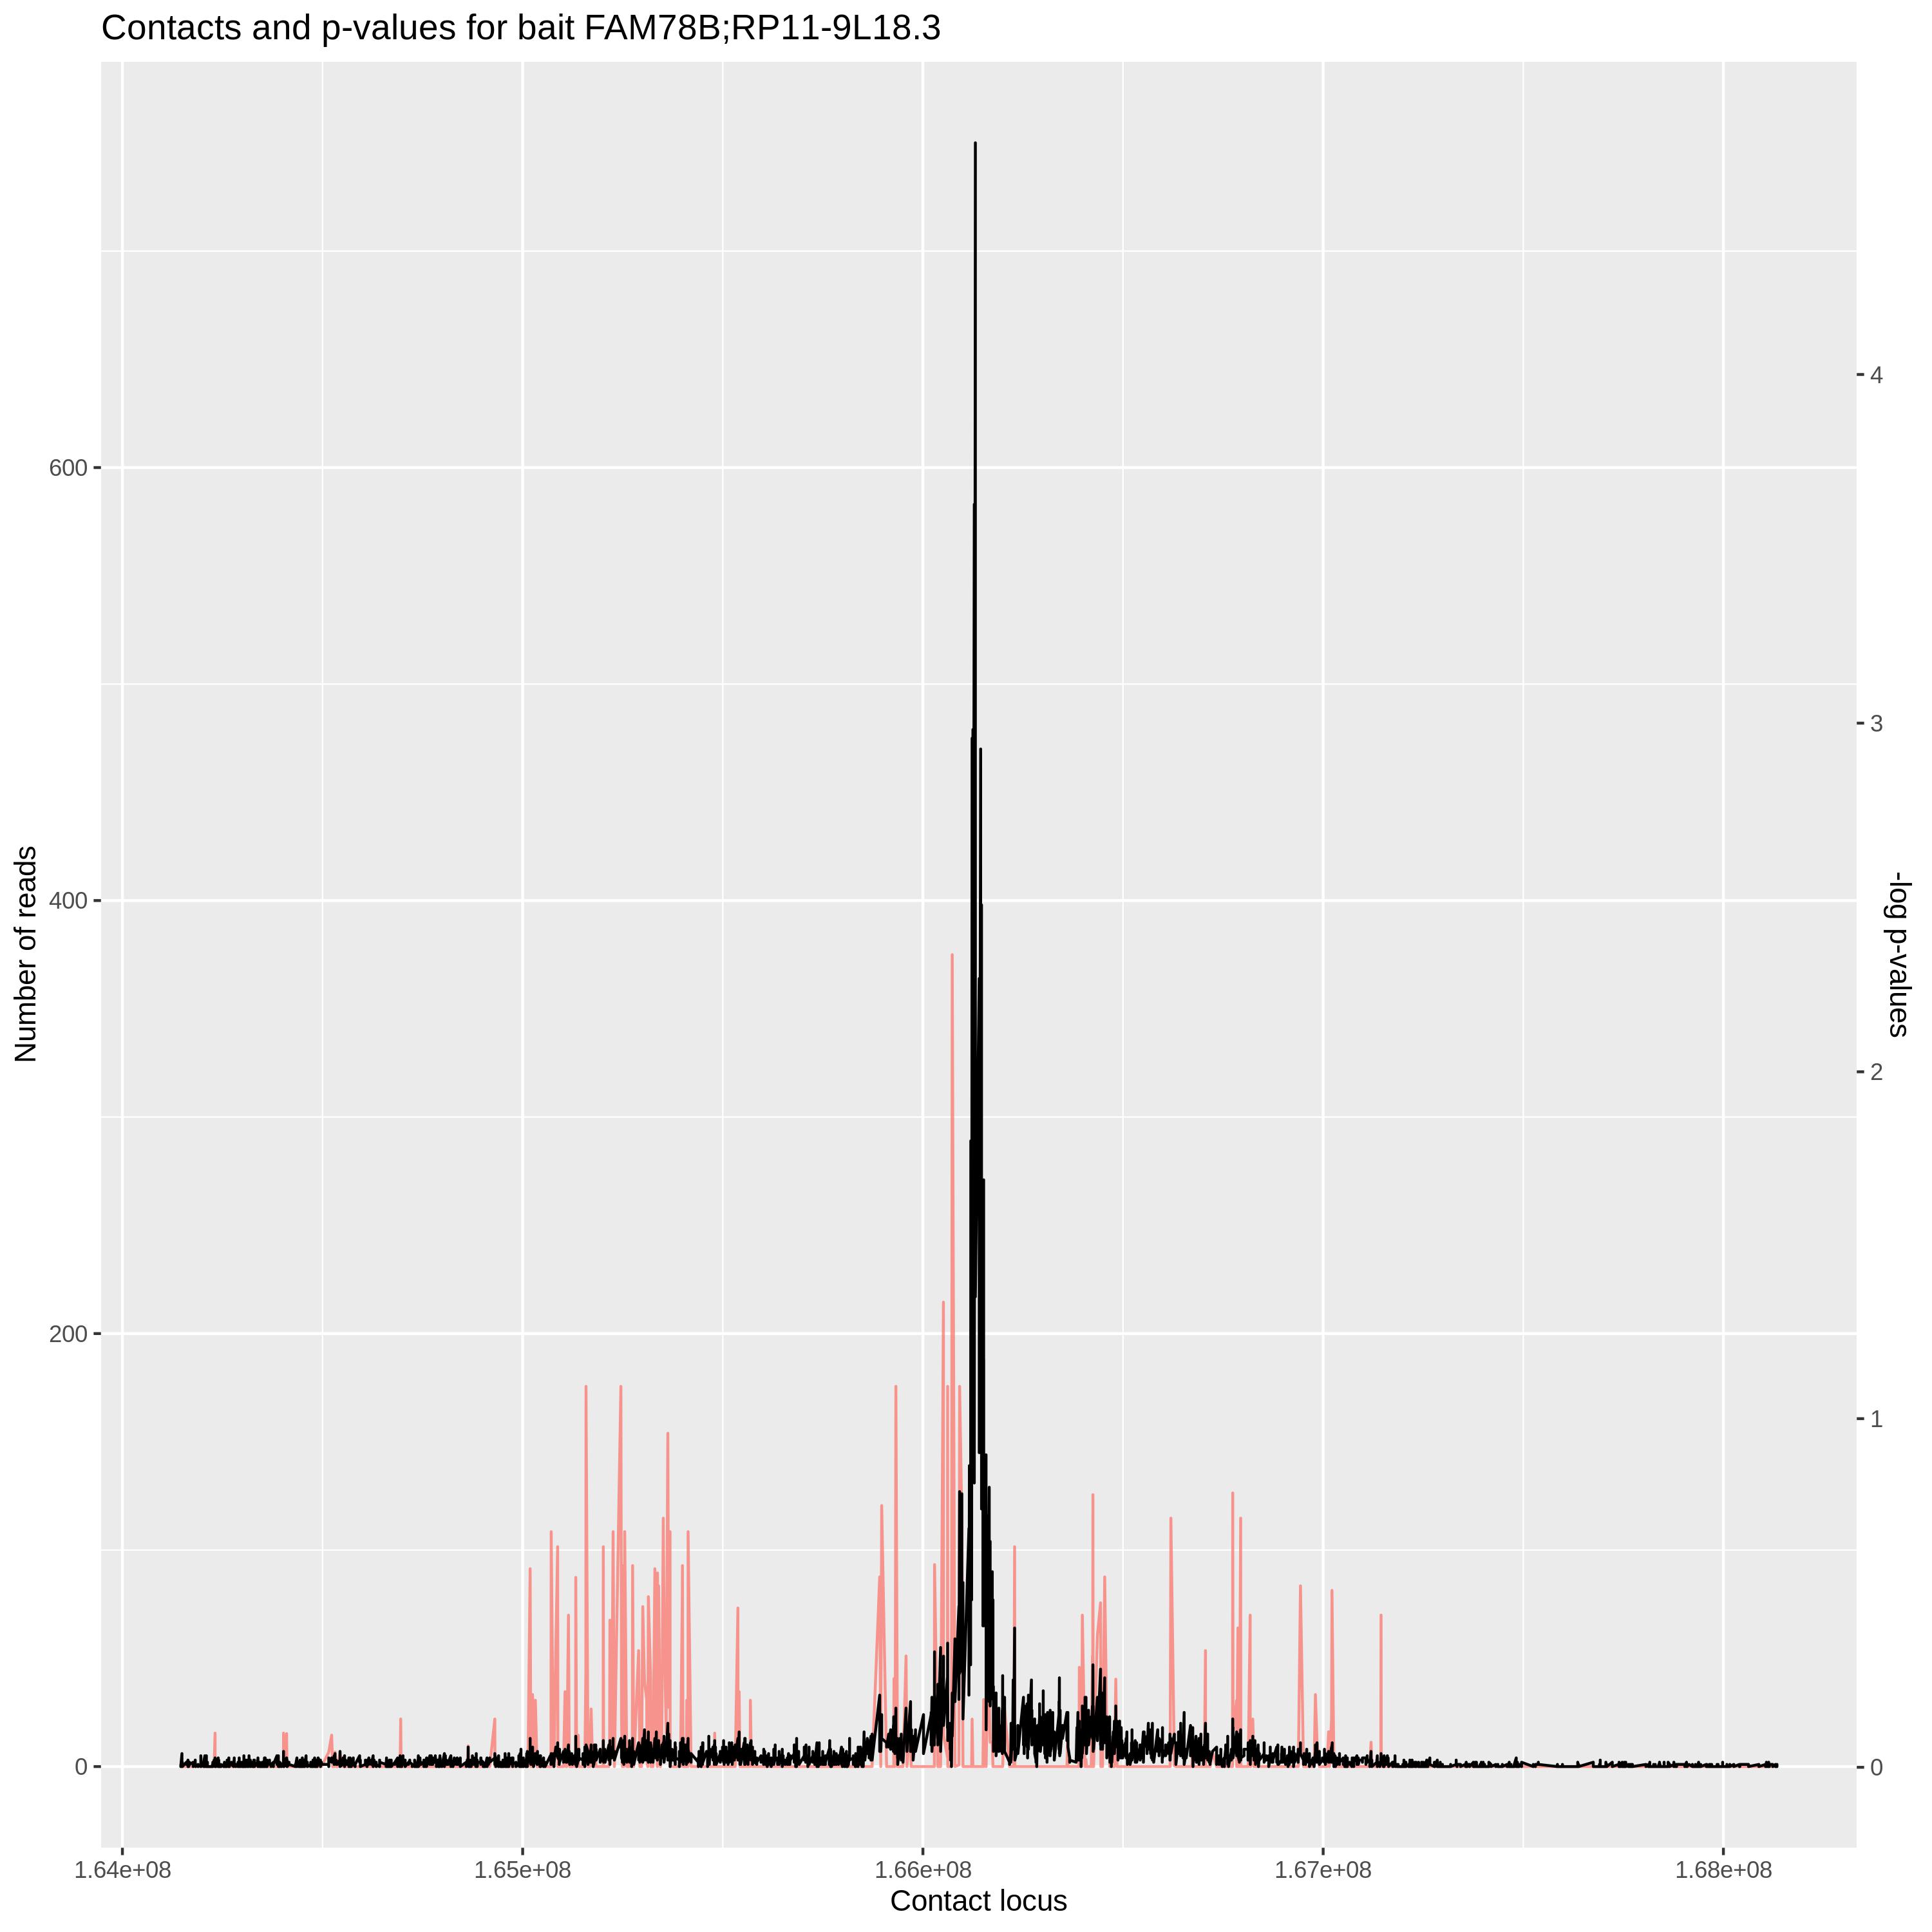 Contacts and p-values for bait FAM78B;RP11-9L18.3
Number of reads
600
400
200
0
4
3
2
1
0
-log p-values
1.64e+08 1.65e+08 1.66e+08 1.67e+08 1.68e+08
Contact locus